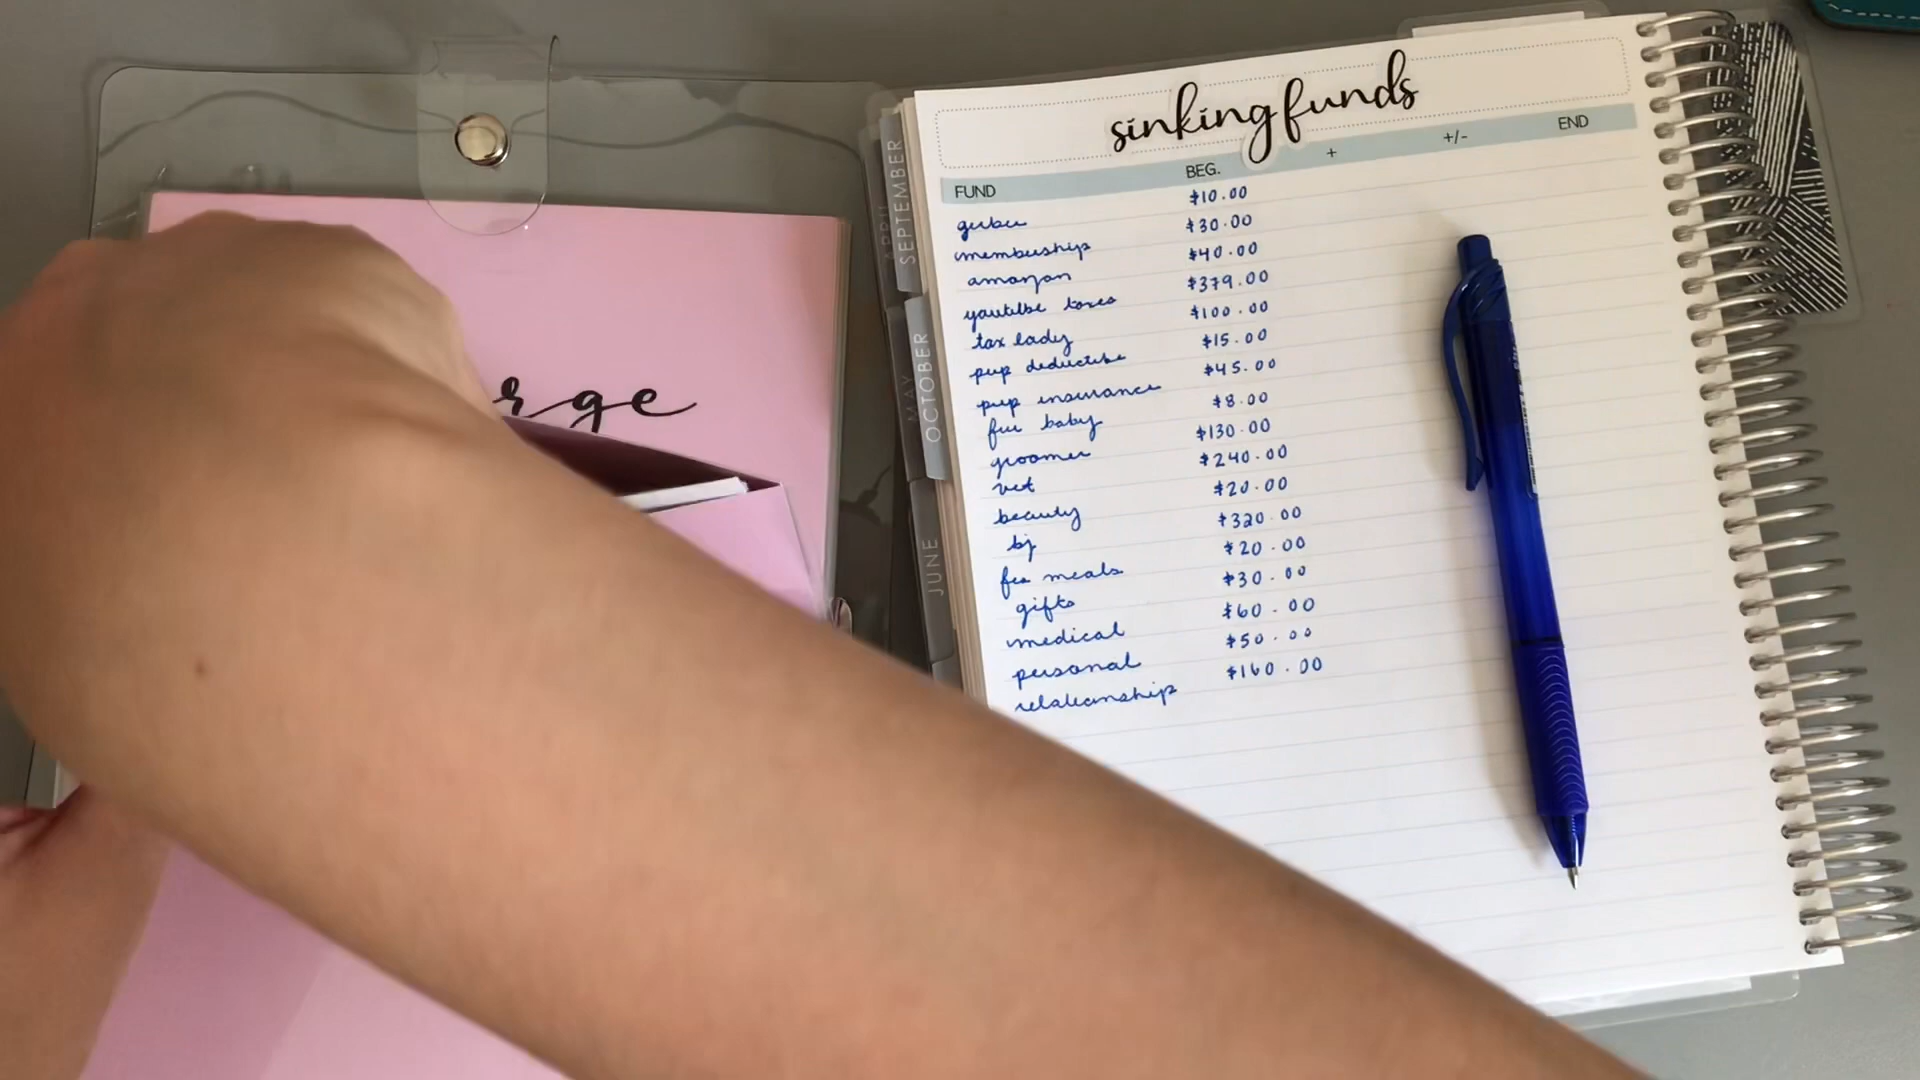 sinking funds
FUND BEG. + +/- END
$10.00
membership $30.00
amazon $40.00
youtube taxes $379.00
tax lady $100.00
pup deductible $15.00
pup insurance $45.00
fur baby $8.00
groomer $130.00
vet $240.00
beauty $20.00
bj $320.00
meals $20.00
gifts $30.00
medical $60.00
personal $50.00
relationship $160.00
rge
APRIL
SEPTEMBER
MAY
OCTOBER
JUNE